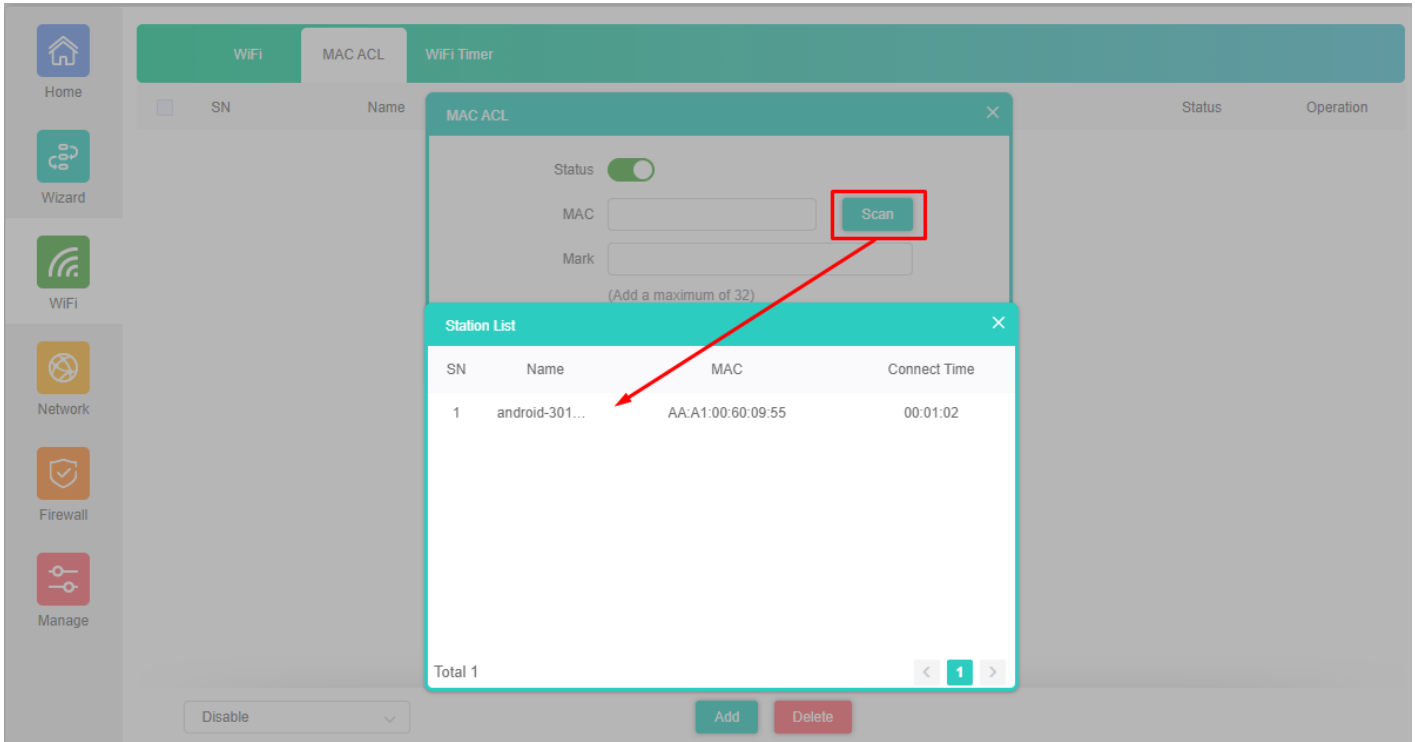 Home
Wizard
WiFi
Network
Firewall
Manage
WiFi MAC ACL WiFi Timer
SN Name Status Operation
MAC ACL
Status
MAC Scan
Mark
(Add a maximum of 32)
Station List
SN Name MAC Connect Time
1 android-301... AA:A1:00:60:09:55 00:01:02
Total 1 < 1 >
Disable Add Delete